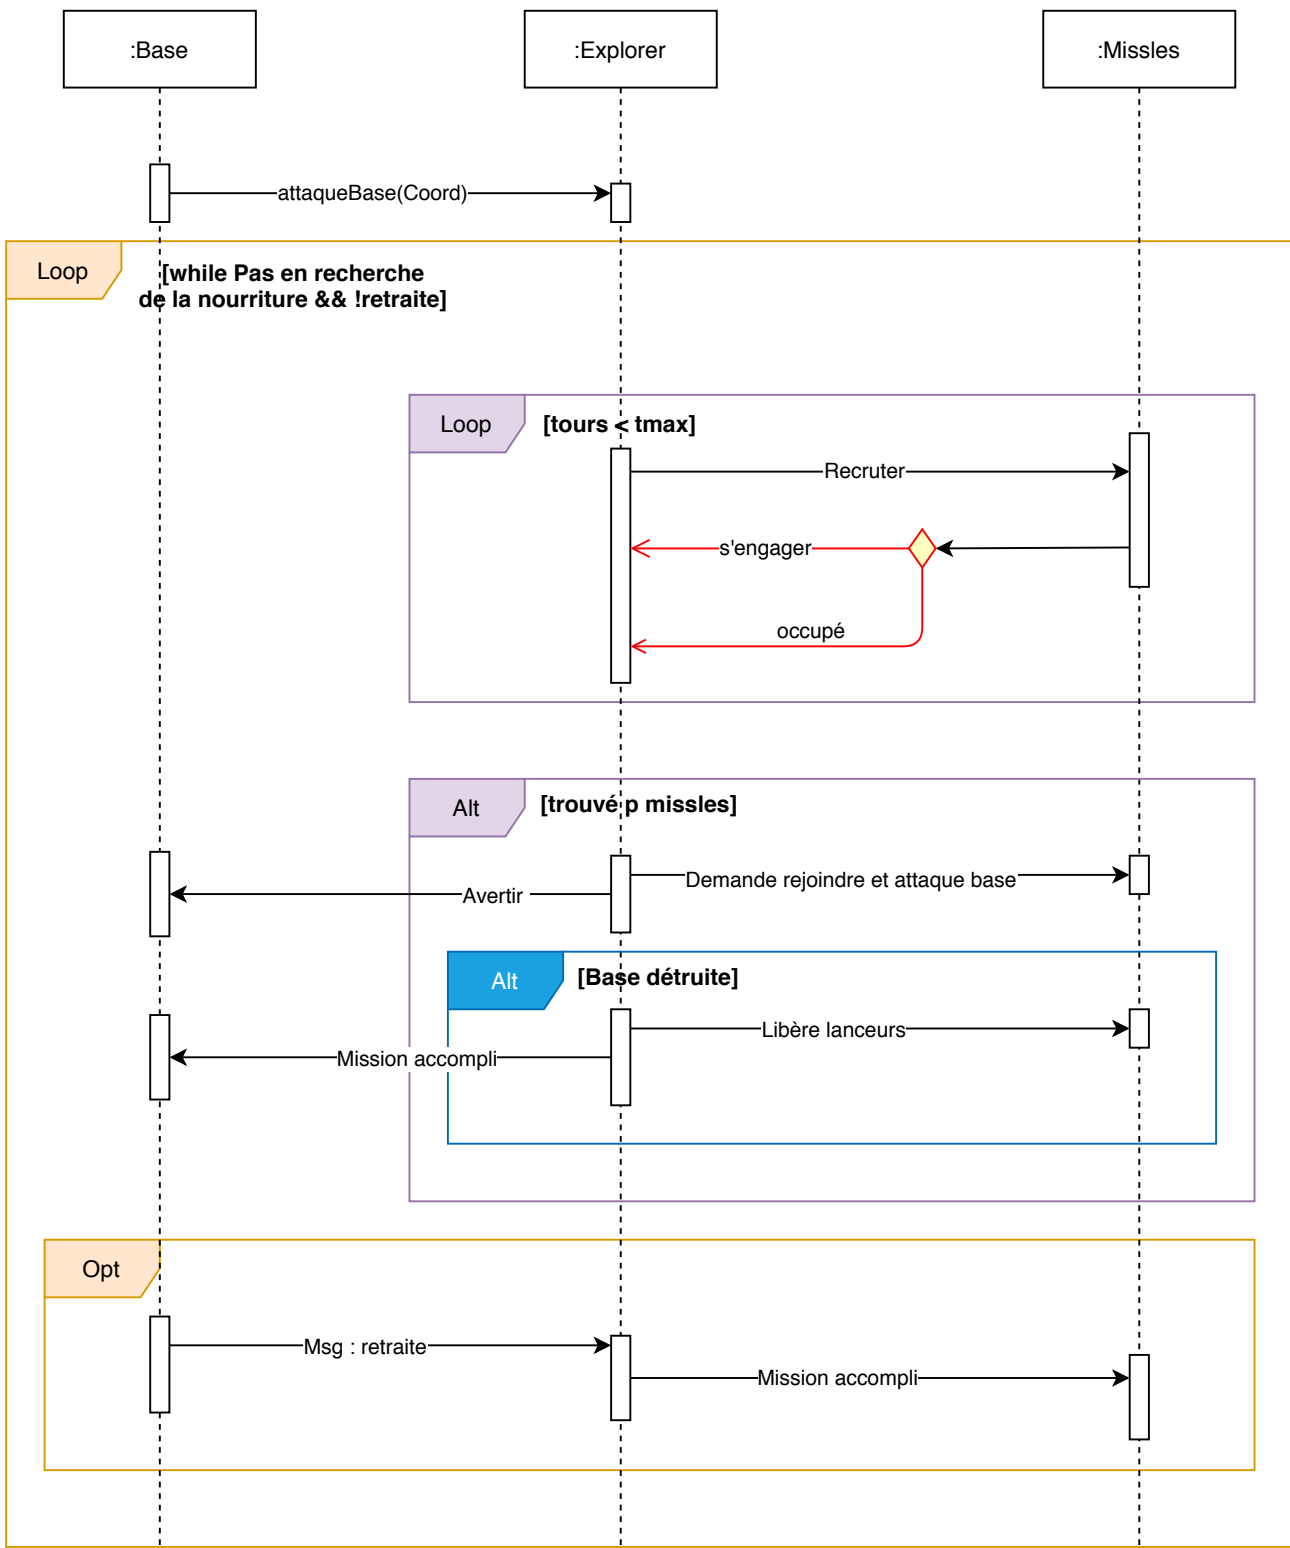 :Base
:Explorer
:Missles
attaqueBase(Coord)
Loop
[while Pas en recherche
de la nourriture && !retraite]
Loop
[tours < tmax]
Recruter
s'engager
occupé
Alt
[trouvé p missles]
Demande rejoindre et attaque base
Avertir
Alt
[Base détruite]
Libère lanceurs
Mission accompli
Opt
Msg : retraite
Mission accompli